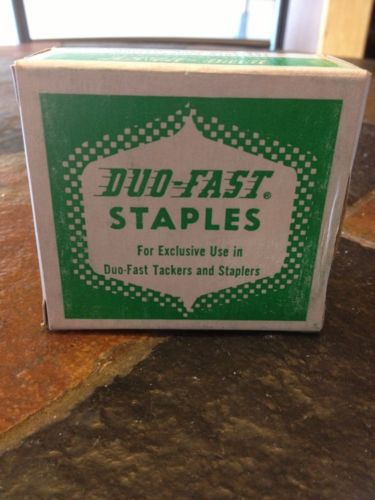 DUO-FAST®
STAPLES
For Exclusive Use in
Duo-Fast Tackers and Staplers